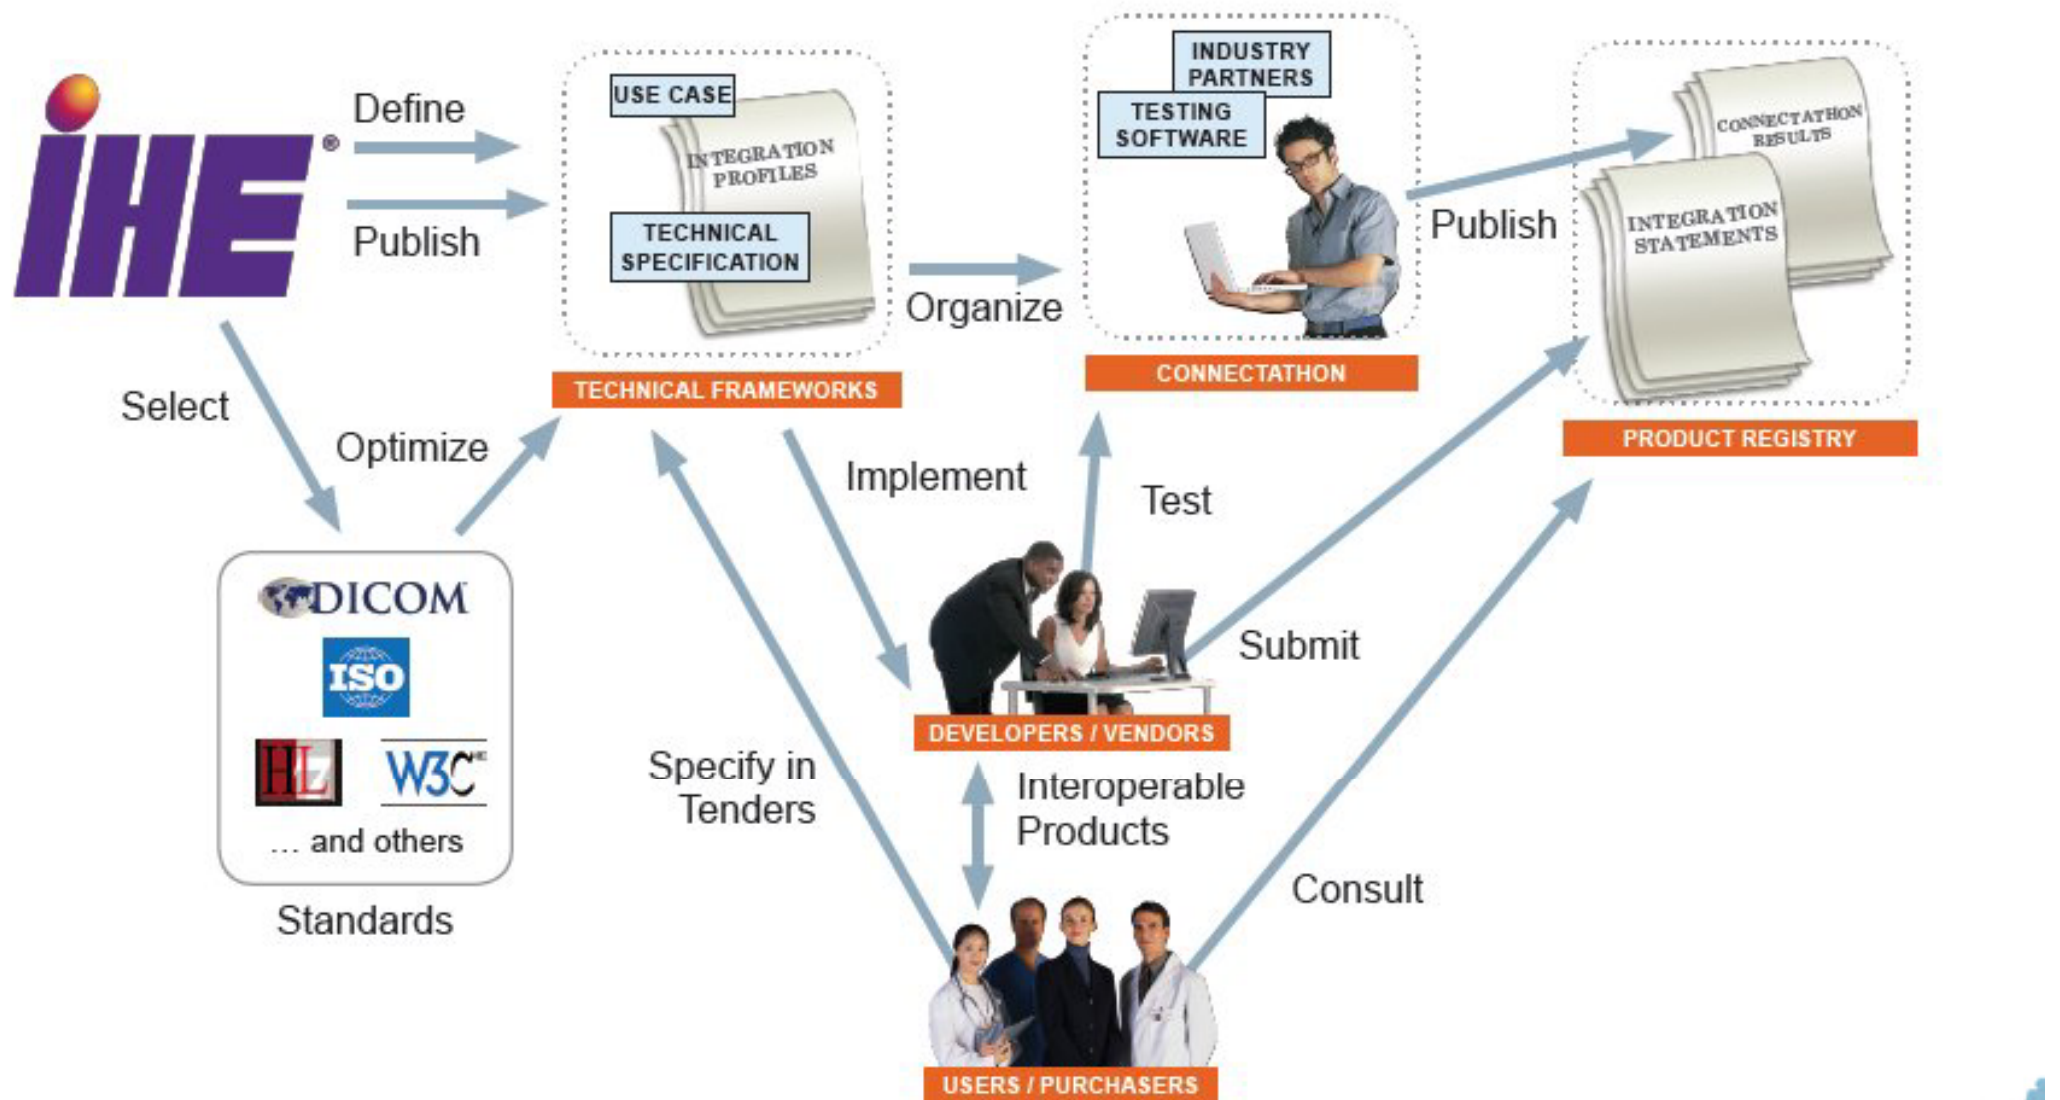 IHE®
Define
Publish
USE CASE
INTEGRATION
PROFILES
TECHNICAL
SPECIFICATION
TECHNICAL FRAMEWORKS
Organize
INDUSTRY
PARTNERS
TESTING
SOFTWARE
CONNECTATHON
Publish
CONNECTATHON
RESULTS
INTEGRATION
STATEMENTS
PRODUCT REGISTRY
Select
Optimize
Implement
Test
Submit
DICOM
ISO
HL7
W3C
... and others
Standards
DEVELOPERS / VENDORS
Specify in
Tenders
Interoperable
Products
Consult
USERS / PURCHASERS